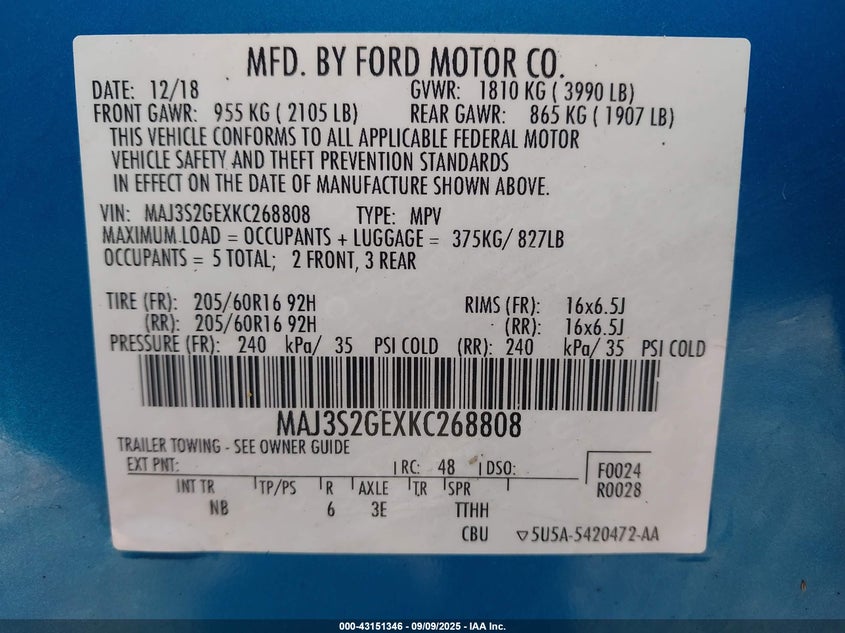 MFD. BY FORD MOTOR CO.
DATE: 12/18 GVWR: 1810 KG ( 3990 LB)
FRONT GAWR: 955 KG ( 2105 LB) REAR GAWR: 865 KG ( 1907 LB)
THIS VEHICLE CONFORMS TO ALL APPLICABLE FEDERAL MOTOR
VEHICLE SAFETY AND THEFT PREVENTION STANDARDS
IN EFFECT ON THE DATE OF MANUFACTURE SHOWN ABOVE.
VIN: MAJ3S2GEXKC268808 TYPE: MPV
MAXIMUM LOAD = OCCUPANTS + LUGGAGE = 375KG/ 827LB
OCCUPANTS = 5 TOTAL; 2 FRONT, 3 REAR
TIRE (FR): 205/60R16 92H RIMS (FR): 16x6.5J
(RR): 205/60R16 92H (RR): 16x6.5J
PRESSURE (FR): 240 kPa/ 35 PSI COLD (RR): 240 kPa/ 35 PSI COLD
MAJ3S2GEXKC268808
TRAILER TOWING - SEE OWNER GUIDE
EXT PNT: RC: 48 DSO: F0024
R0028
INT TR TP/PS R AXLE TR SPR
NB 6 3E TTHH
CBU ▽5U5A-5420472-AA
000-43151346 - 09/09/2025 - IAA Inc.